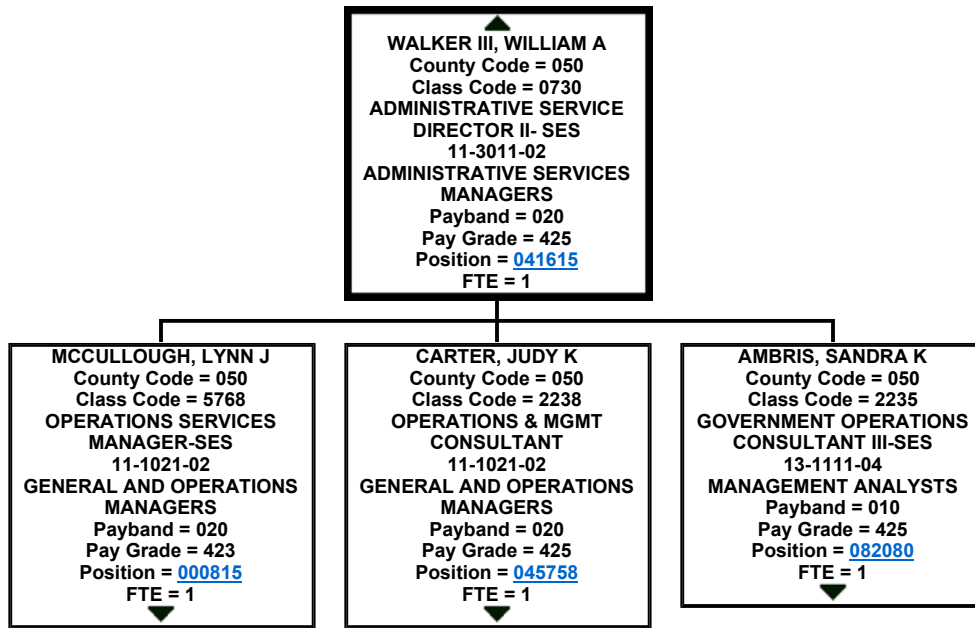 WALKER III, WILLIAM A
County Code = 050
Class Code = 0730
ADMINISTRATIVE SERVICE
DIRECTOR II- SES
11-3011-02
ADMINISTRATIVE SERVICES
MANAGERS
Payband = 020
Pay Grade = 425
Position = 041615
FTE = 1
MCCULLOUGH, LYNN J
County Code = 050
Class Code = 5768
OPERATIONS SERVICES
MANAGER-SES
11-1021-02
GENERAL AND OPERATIONS
MANAGERS
Payband = 020
Pay Grade = 423
Position = 000815
FTE = 1
CARTER, JUDY K
County Code = 050
Class Code = 2238
OPERATIONS & MGMT
CONSULTANT
11-1021-02
GENERAL AND OPERATIONS
MANAGERS
Payband = 020
Pay Grade = 425
Position = 045758
FTE = 1
AMBRIS, SANDRA K
County Code = 050
Class Code = 2235
GOVERNMENT OPERATIONS
CONSULTANT III-SES
13-1111-04
MANAGEMENT ANALYSTS
Payband = 010
Pay Grade = 425
Position = 082080
FTE = 1